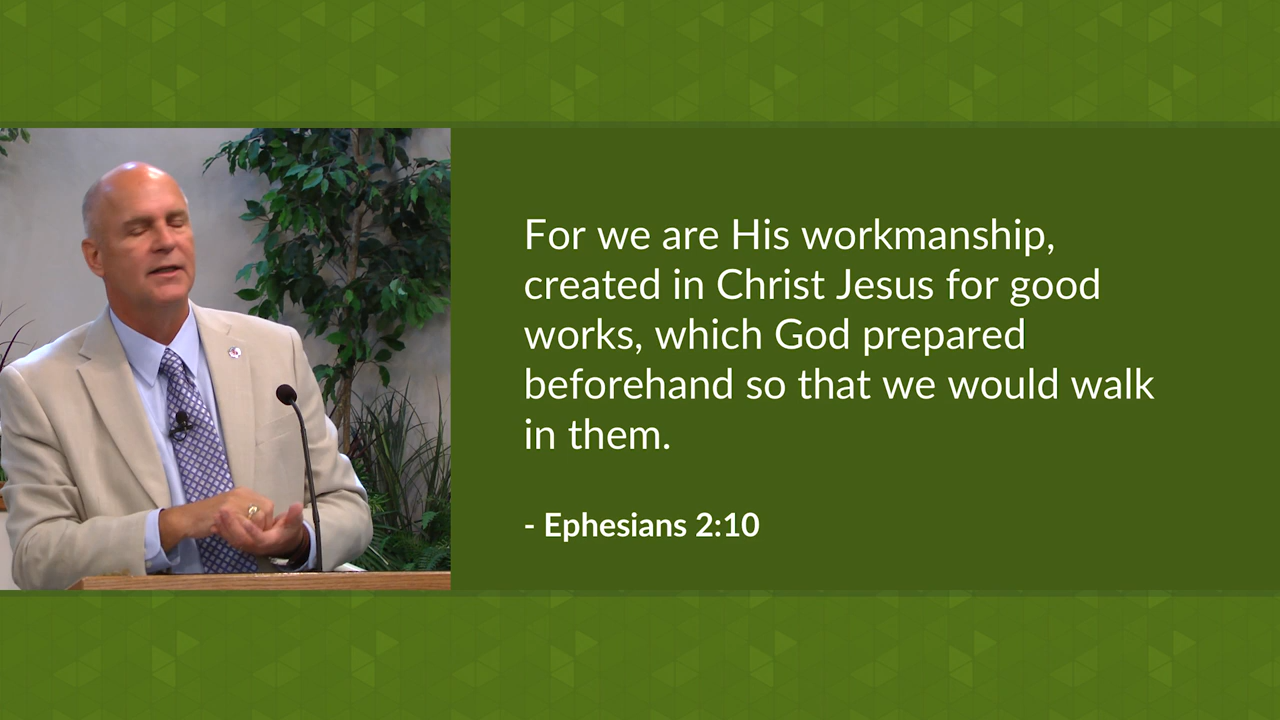 For we are His workmanship,
created in Christ Jesus for good
works, which God prepared
beforehand so that we would walk
in them.
- Ephesians 2:10